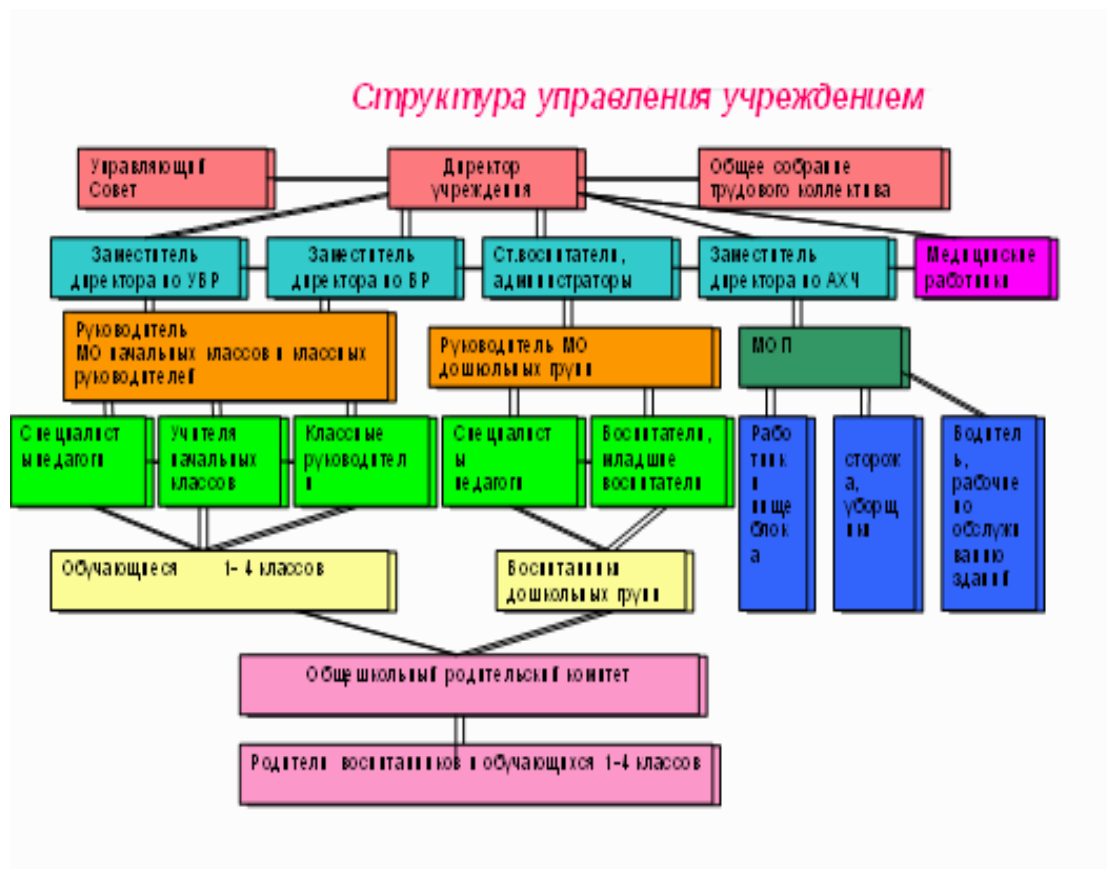 Структура управления учреждением
Управляющий
Совет
Директор
учреждения
Общее собрание
трудового коллектива
Заместитель
директора по УВР
Заместитель
директора по ВР
Ст.воспитатели,
администраторы
Заместитель
директора по АХЧ
Медицинские
работники
Руководитель
МО начальных классов и классных
руководителей
Руководитель МО
дошкольных групп
МОП
Специалист
ы педагоги
Учителя
начальных
классов
Классные
руководител
и
Специалист
ы
педагоги
Воспитатели,
младшие
воспитатели
Рабо
тник
и
пище
блок
а
сторож
а,
уборщ
ики
Водител
ь,
рабочие
по
обслужи
ванию
зданий
Обучающиеся 1- 4 классов
Воспитанники
дошкольных групп
Общешкольный родительский комитет
Родители воспитанников и обучающихся 1-4 классов